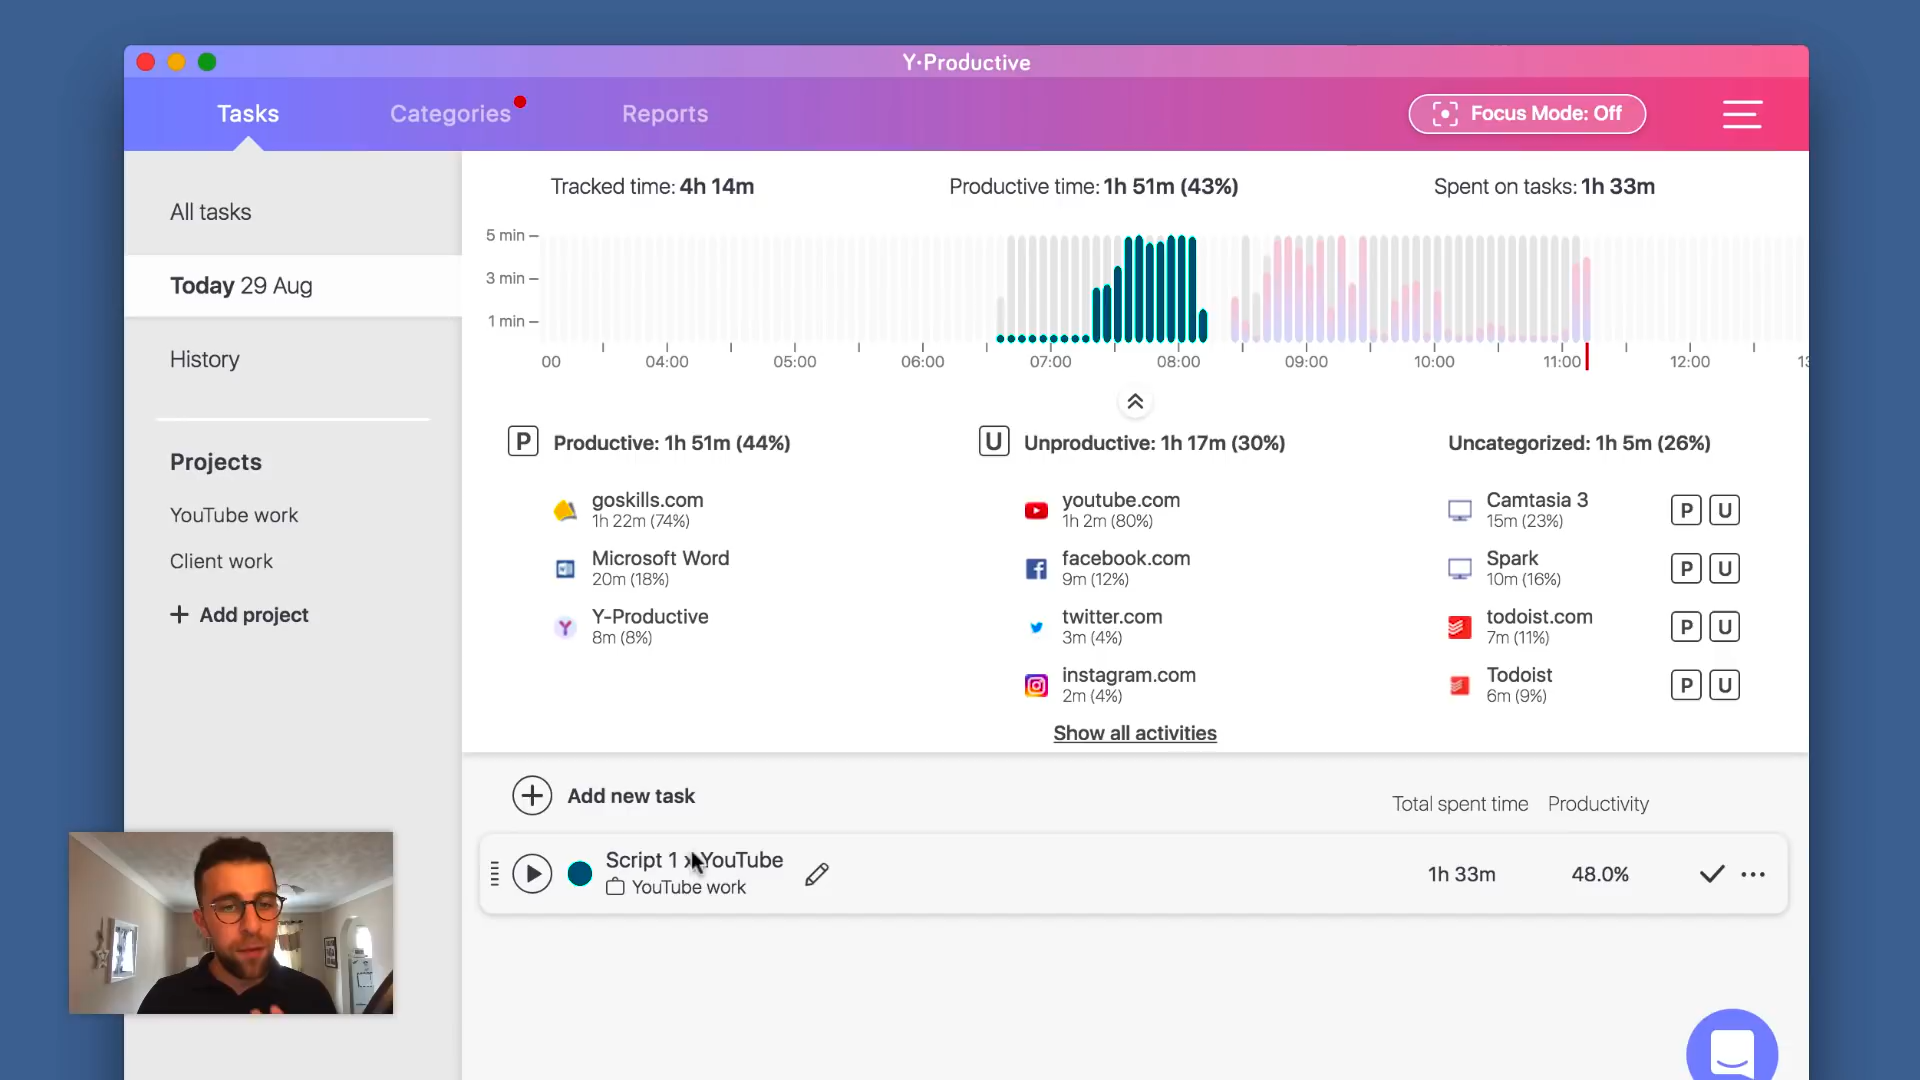 Y·Productive
Tasks
Categories
Reports
Focus Mode: Off
All tasks
Today 29 Aug
History
Projects
YouTube work
Client work
+ Add project
Tracked time: 4h 14m
Productive time: 1h 51m (43%)
Spent on tasks: 1h 33m
5 min
3 min
1 min
00
04:00
05:00
06:00
07:00
08:00
09:00
10:00
11:00
12:00
P
Productive: 1h 51m (44%)
goskills.com
1h 22m (74%)
Microsoft Word
20m (18%)
Y-Productive
8m (8%)
U
Unproductive: 1h 17m (30%)
youtube.com
1h 2m (80%)
facebook.com
9m (12%)
twitter.com
3m (4%)
instagram.com
2m (4%)
Uncategorized: 1h 5m (26%)
Camtasia 3
15m (23%)
P U
Spark
10m (16%)
P U
todoist.com
7m (11%)
P U
Todoist
6m (9%)
P U
Show all activities
Add new task
Total spent time
Productivity
Script 1 x YouTube
YouTube work
1h 33m
48.0%